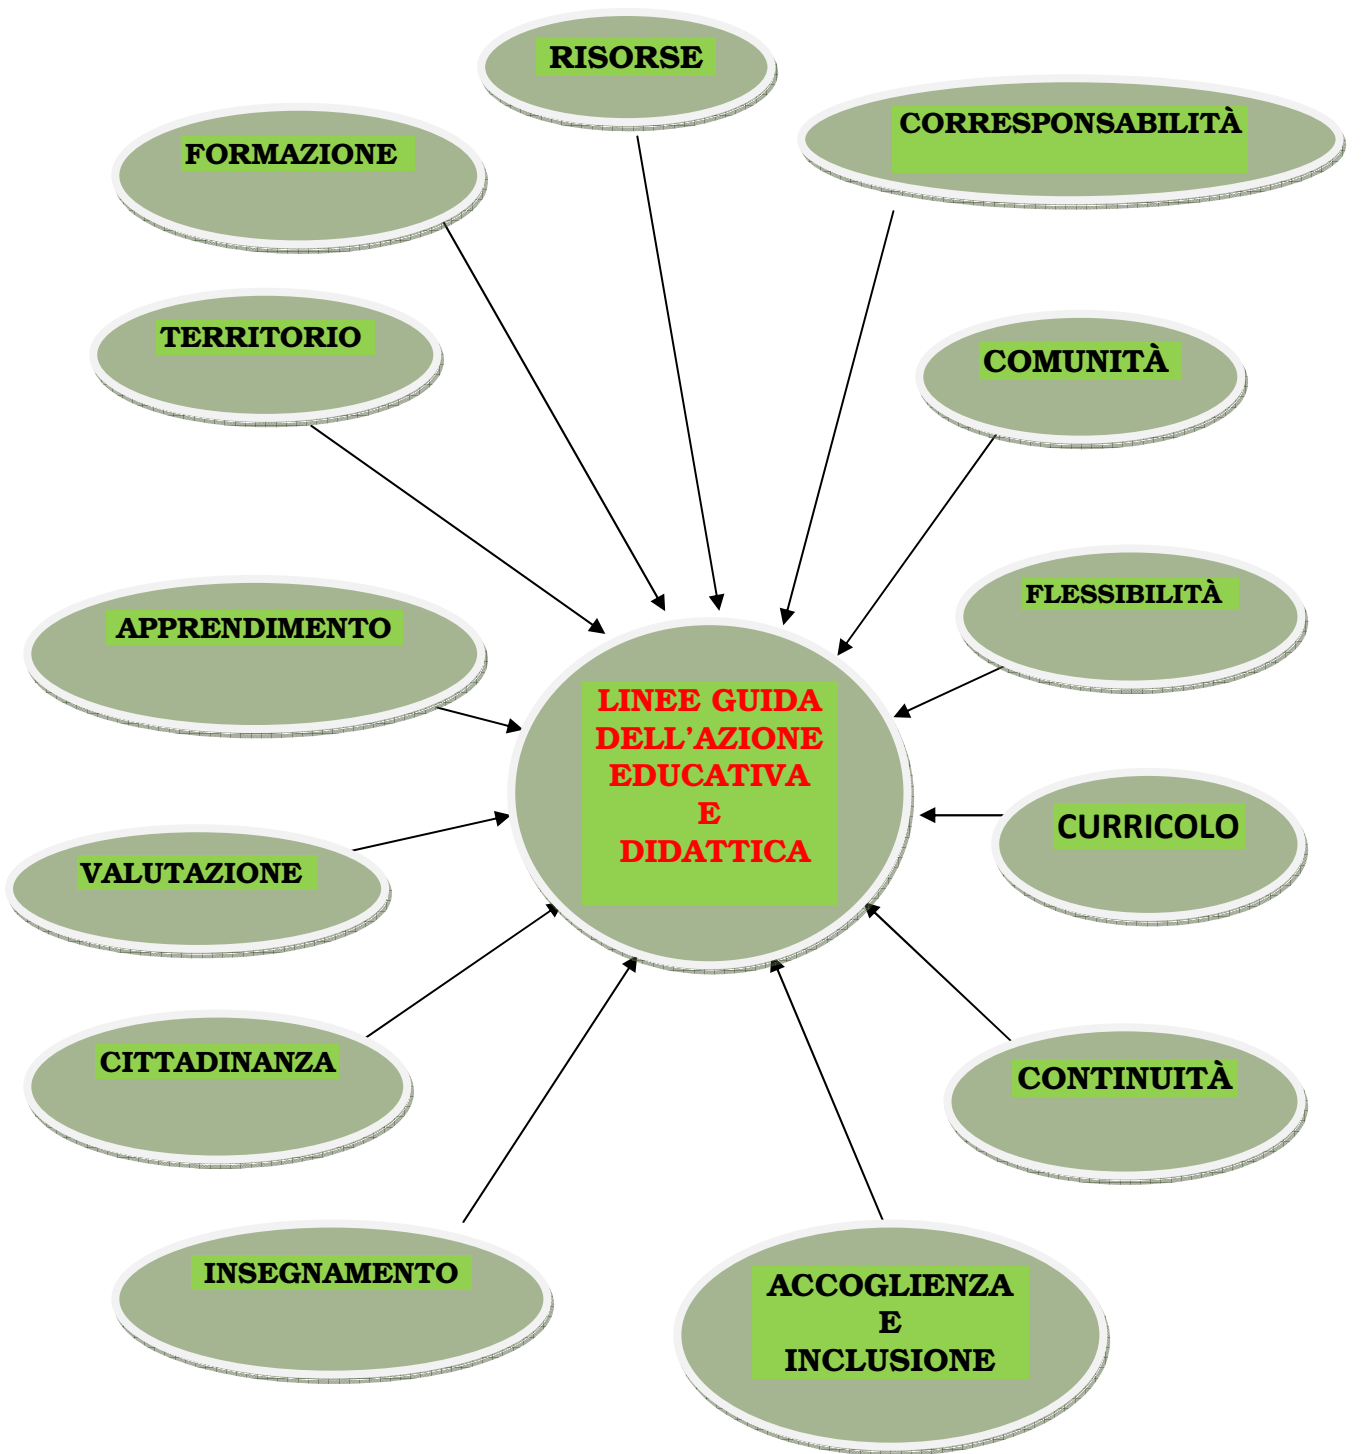 RISORSE
CORRESPONSABILITÀ
FORMAZIONE
TERRITORIO
COMUNITÀ
FLESSIBILITÀ
APPRENDIMENTO
LINEE GUIDA
DELL’AZIONE
EDUCATIVA
E
DIDATTICA
CURRICOLO
VALUTAZIONE
CITTADINANZA
CONTINUITÀ
INSEGNAMENTO
ACCOGLIENZA
E
INCLUSIONE